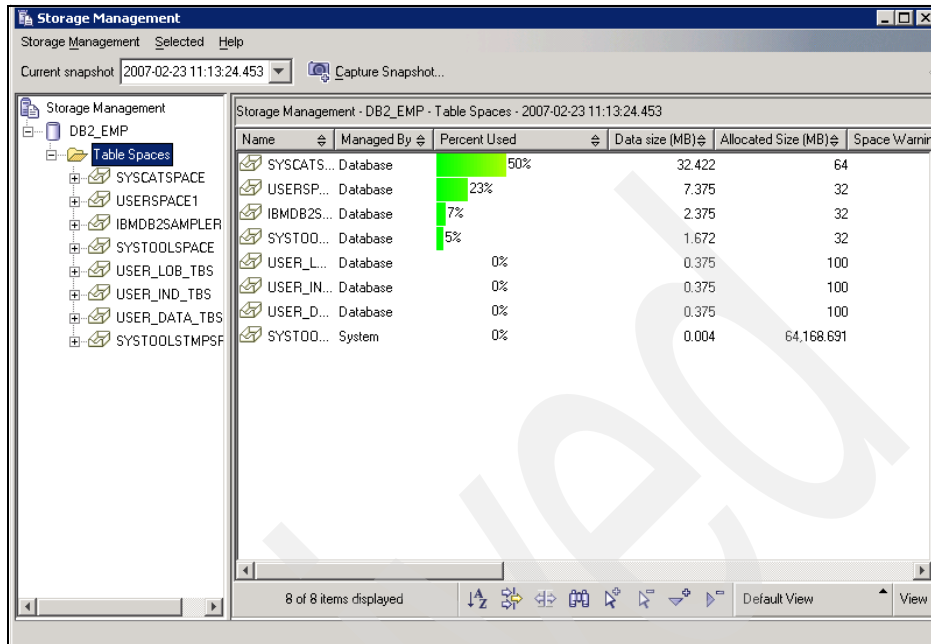 Storage Management
Storage Management Selected Help
Current snapshot 2007-02-23 11:13:24.453 Capture Snapshot...
Storage Management
DB2_EMP
Table Spaces
SYSCATSPACE
USERSPACE1
IBMDB2SAMPLER
SYSTOOLSPACE
USER_LOB_TBS
USER_IND_TBS
USER_DATA_TBS
SYSTOOLSTMPSF
Storage Management - DB2_EMP - Table Spaces - 2007-02-23 11:13:24.453
Name Managed By Percent Used Data size (MB) Allocated Size (MB) Space Warnin
SYSCATS... Database 50% 32.422 64
USERSP... Database 23% 7.375 32
IBMDB2S... Database 7% 2.375 32
SYSTOO... Database 5% 1.672 32
USER_L... Database 0% 0.375 100
USER_IN... Database 0% 0.375 100
USER_D... Database 0% 0.375 100
SYSTOO... System 0% 0.004 64,168.691
8 of 8 items displayed Default View View